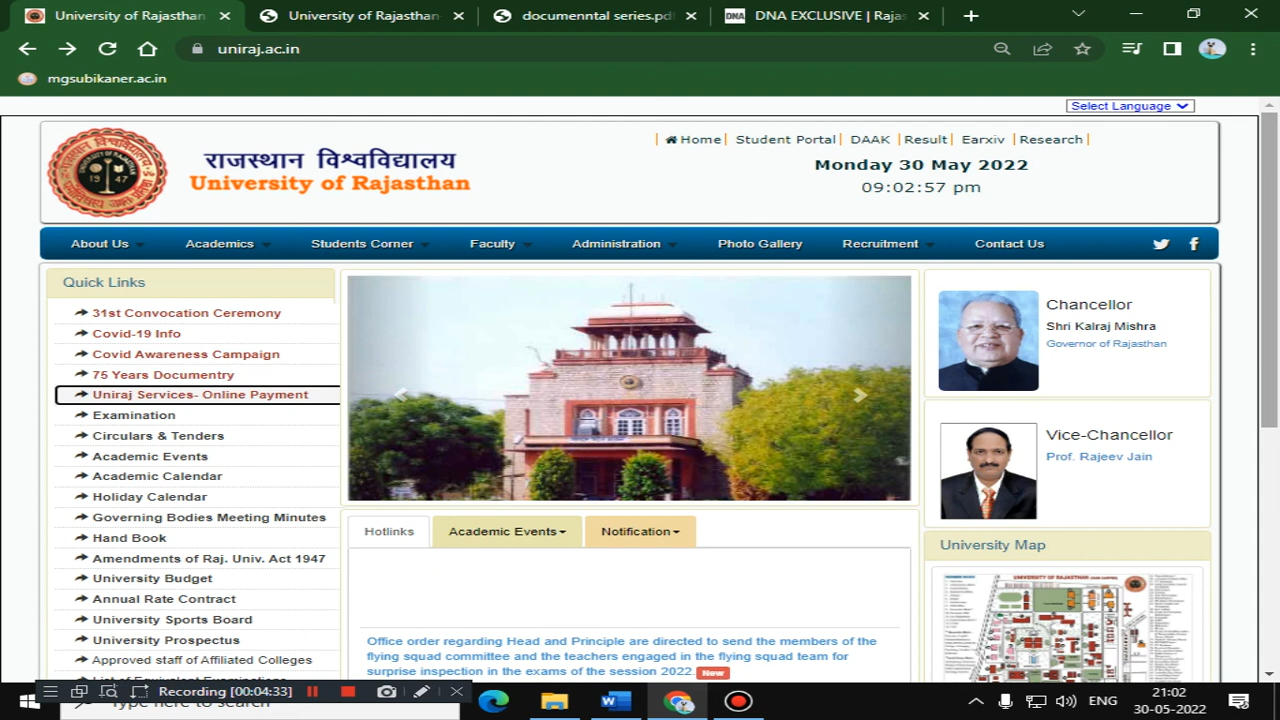 University of Rajasthan
University of Rajasthan
documenntal series.pdf
DNA EXCLUSIVE | Rajas
uniraj.ac.in
mgsubikaner.ac.in
Select Language
राजस्थान विश्वविद्यालय
University of Rajasthan
Home | Student Portal | DAAK | Result | Earxiv | Research |
Monday 30 May 2022
09:02:57 pm
About Us Academics Students Corner Faculty Administration Photo Gallery Recruitment Contact Us
Quick Links
31st Convocation Ceremony
Covid-19 Info
Covid Awareness Campaign
75 Years Documentry
Uniraj Services- Online Payment
Examination
Circulars & Tenders
Academic Events
Academic Calendar
Holiday Calendar
Governing Bodies Meeting Minutes
Hand Book
Amendments of Raj. Univ. Act 1947
University Budget
Annual Rate Contract
University Sports Board
University Prospectus
Approved staff of Affiliated Colleges
Hotlinks
Academic Events
Notification
Office order regarding Head and Principle are directed to send the members of the
flying squad committee and the teachers engaged in the flying squad team for
surprise inspection in the exams of the session 2022
New
Chancellor
Shri Kalraj Mishra
Governor of Rajasthan
Vice-Chancellor
Prof. Rajeev Jain
University Map
UNIVERSITY OF RAJASTHAN
Recording [00:04:33]
Type here to search
ENG
21:02
30-05-2022